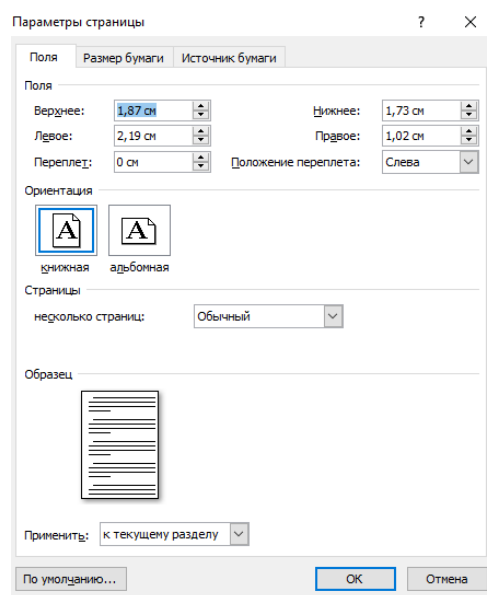 Параметры страницы ? ×
Поля Размер бумаги Источник бумаги
Поля
Верхнее: 1,87 см Нижнее: 1,73 см
Левое: 2,19 см Правое: 1,02 см
Переплет: 0 см Положение переплета: Слева
Ориентация
A A
книжная альбомная
Страницы
несколько страниц: Обычный
Образец
Применить: к текущему разделу
По умолчанию... ОК Отмена